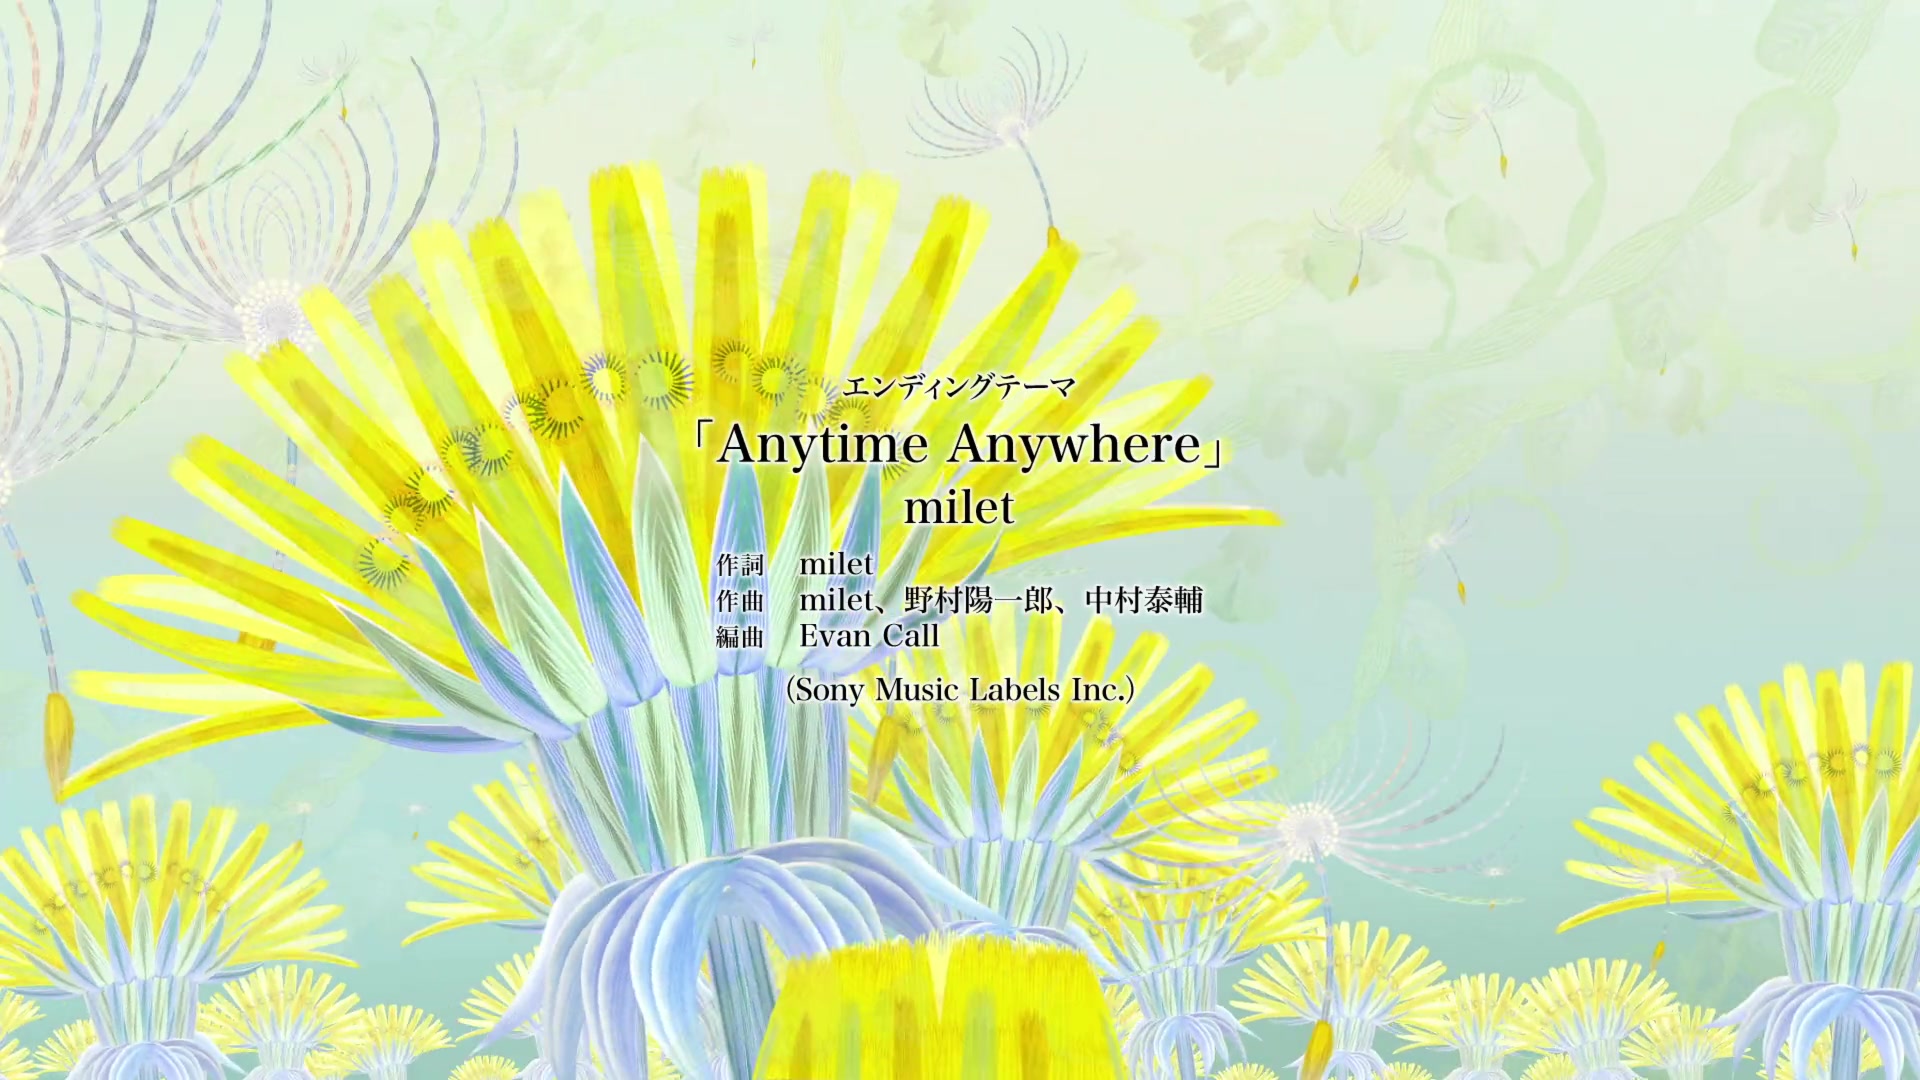 エンディングテーマ
「Anytime Anywhere」
milet
作詞 milet
作曲 milet、野村陽一郎、中村泰輔
編曲 Evan Call
(Sony Music Labels Inc.)